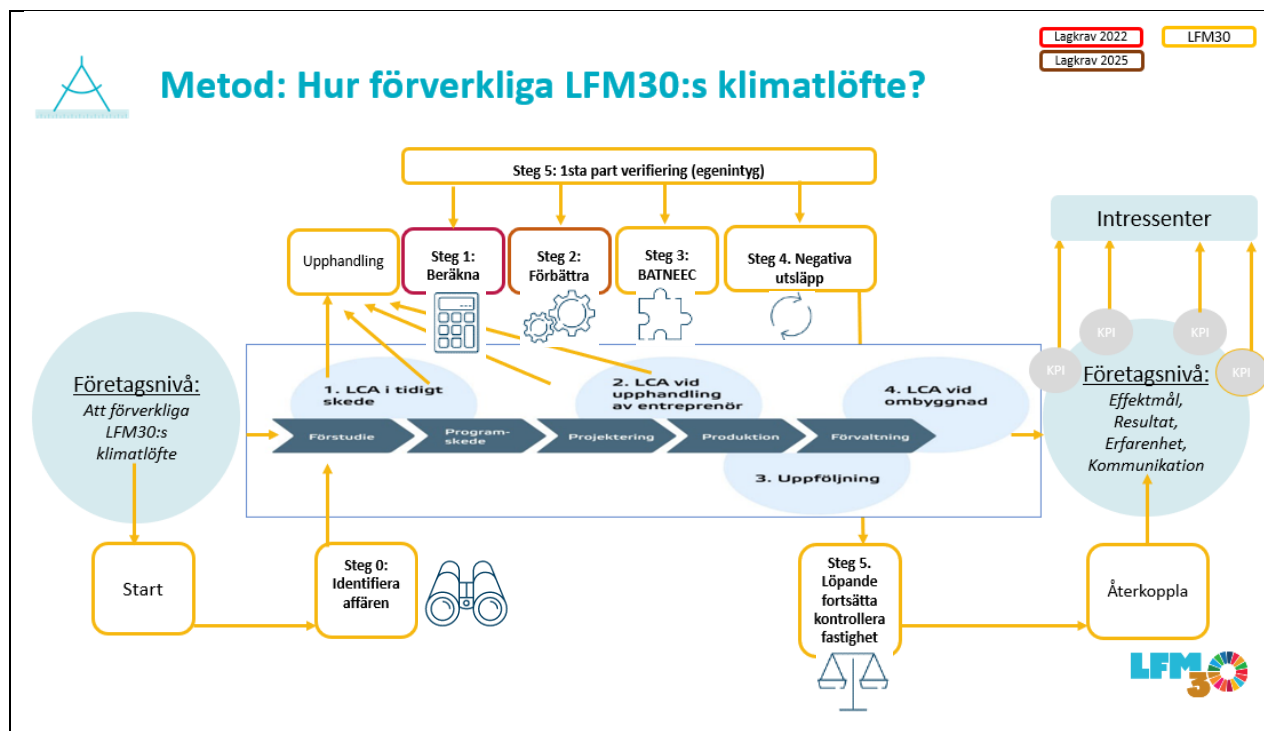 Lagkrav 2022
LFM30
Lagkrav 2025
Metod: Hur förverkliga LFM30:s klimatlöfte?
Steg 5: 1sta part verifiering (egenintyg)
Upphandling
Steg 1:
Beräkna
Steg 2:
Förbättra
Steg 3:
BATNEEC
Steg 4. Negativa
utsläpp
Intressenter
KPI
KPI
KPI
KPI
Företagsnivå:
Att förverkliga
LFM30:s
klimatlöfte
1. LCA i tidigt
skede
2. LCA vid
upphandling
av entreprenör
4. LCA vid
ombyggnad
Förstudie
Program-
skede
Projektering
Produktion
Förvaltning
3. Uppföljning
Företagsnivå:
Effektmål,
Resultat,
Erfarenhet,
Kommunikation
Start
Steg 0:
Identifiera
affären
Steg 5.
Löpande
fortsätta
kontrollera
fastighet
Återkoppla
LFM
30